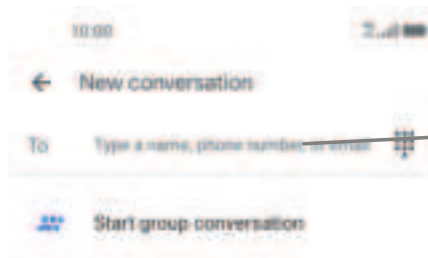 10:00
← New conversation
To Type a name, phone number, or email
Start group conversation